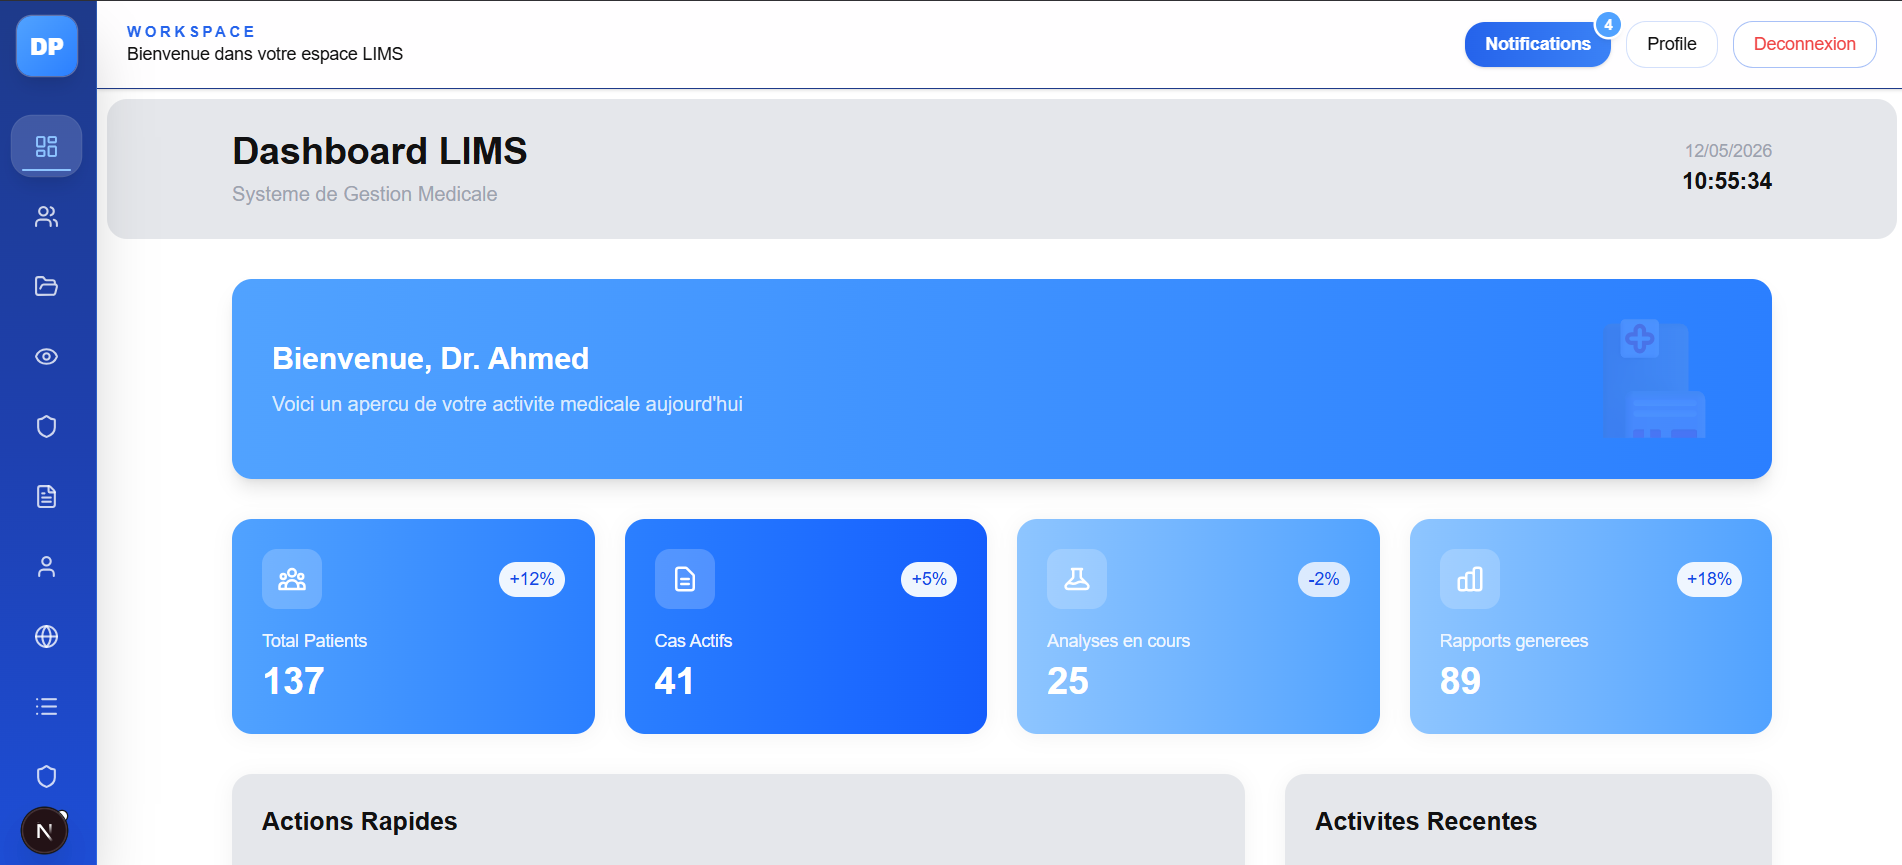 DP
WORKSPACE
Bienvenue dans votre espace LIMS
Notifications
4
Profile
Deconnexion
Dashboard LIMS
Systeme de Gestion Medicale
12/05/2026
10:55:34
Bienvenue, Dr. Ahmed
Voici un apercu de votre activite medicale aujourd'hui
+12%
Total Patients
137
+5%
Cas Actifs
41
-2%
Analyses en cours
25
+18%
Rapports generees
89
Actions Rapides
Activites Recentes
N